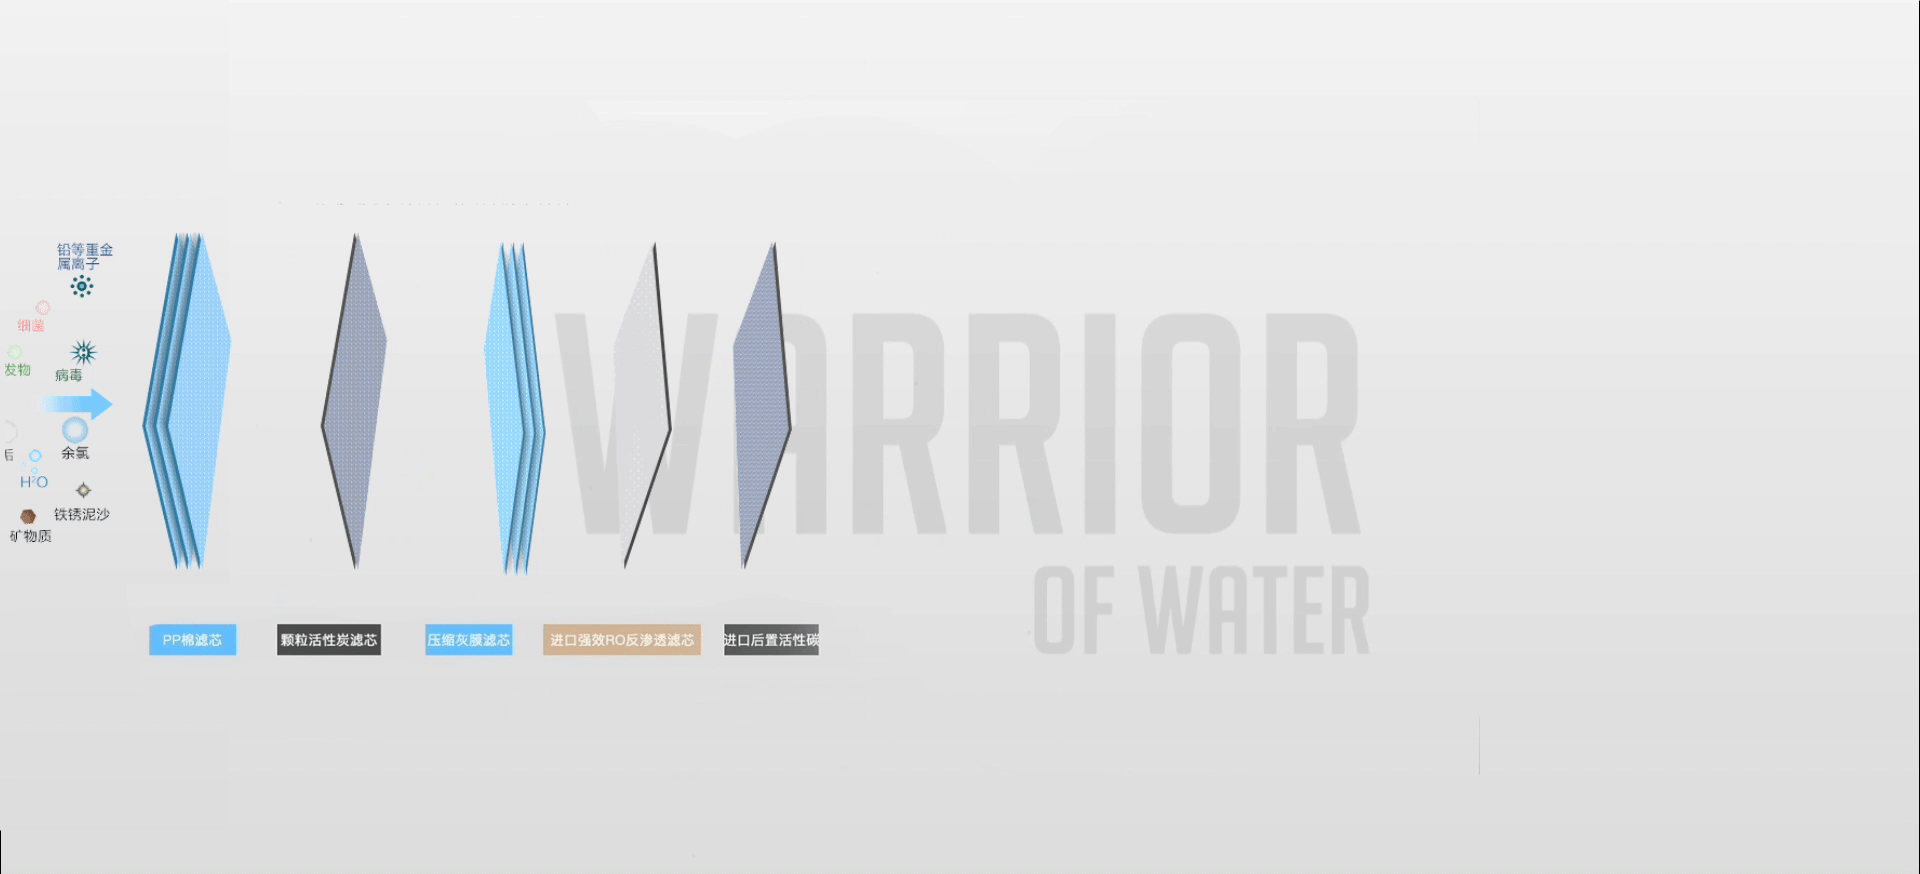 铅等重金
属离子
细菌
发物
病毒
余氯
后
H²O
铁锈泥沙
矿物质
WARRIOR
OF WATER
PP棉滤芯
颗粒活性炭滤芯
压缩灰膜滤芯
进口强效RO反渗透滤芯
进口后置活性碳